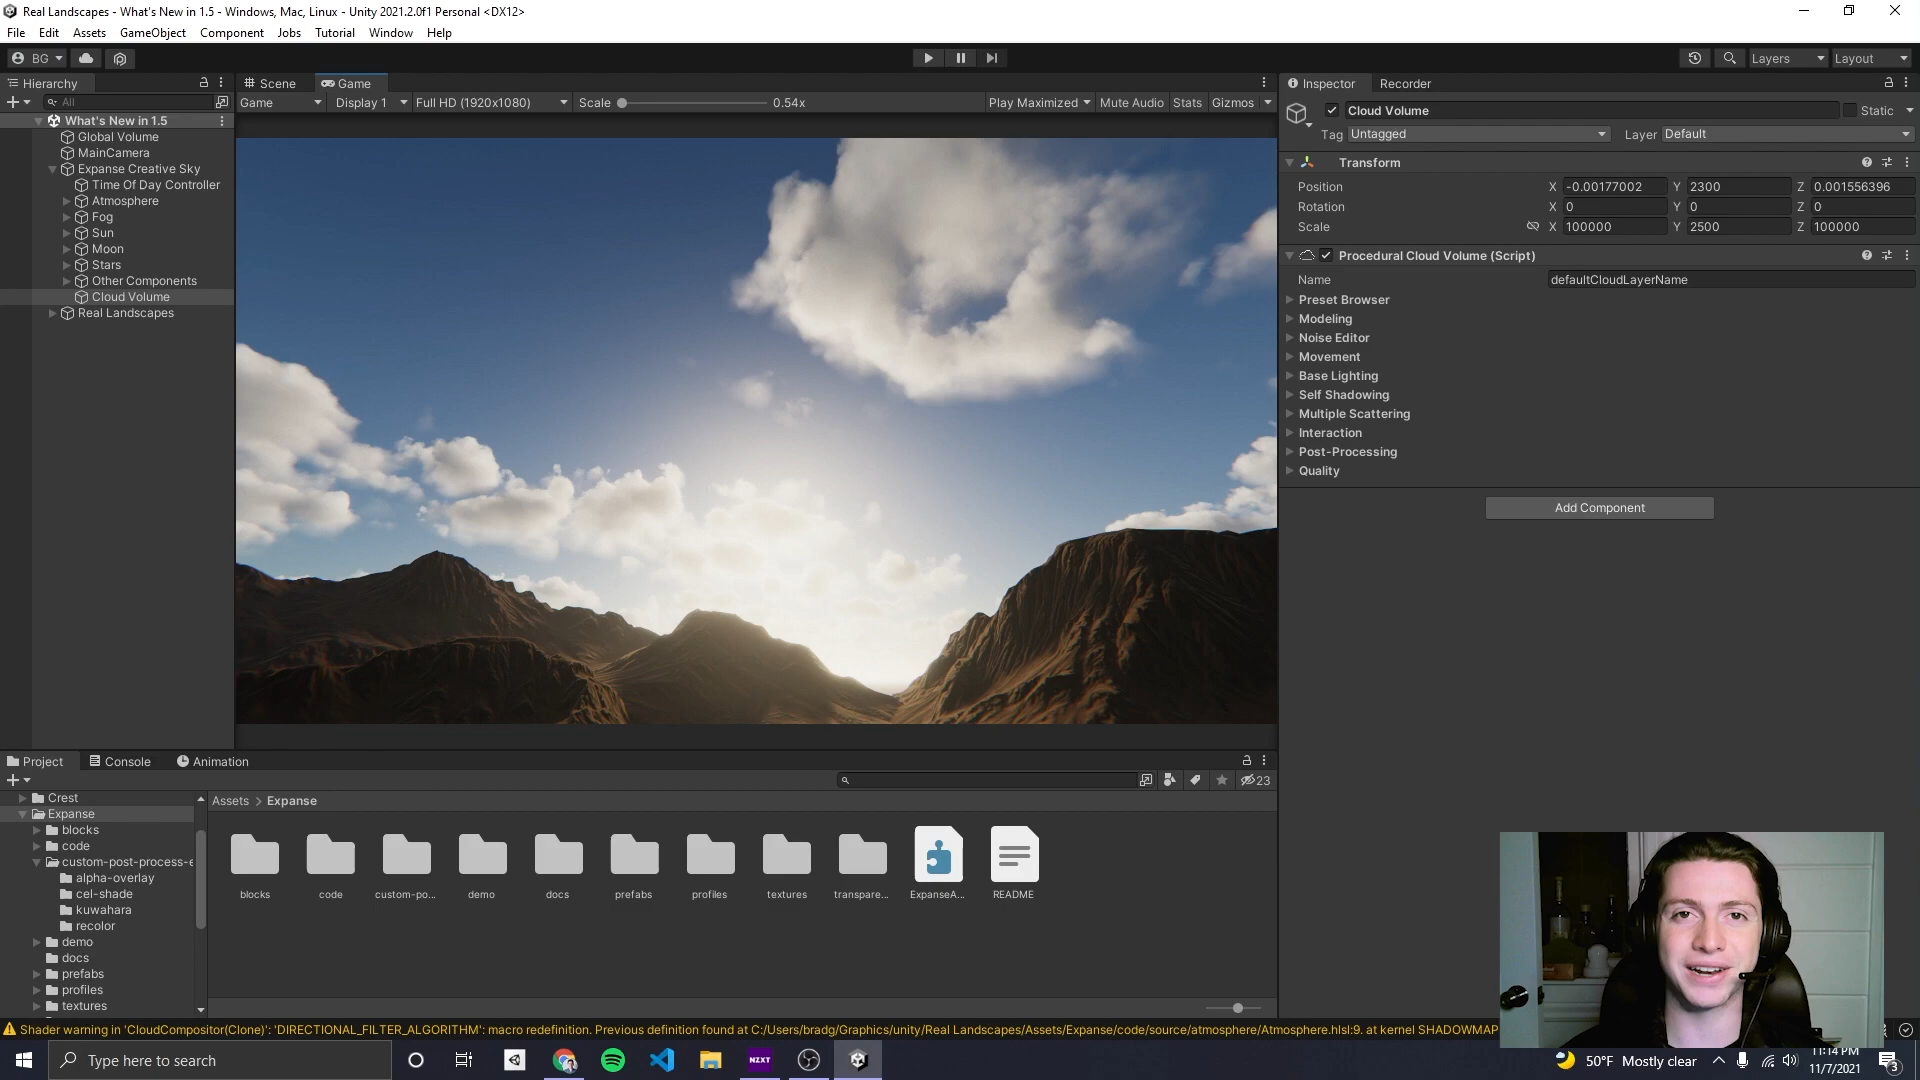 Real Landscapes - What's New in 1.5 - Windows, Mac, Linux - Unity 2021.2.0f1 Personal <DX12>
File Edit Assets GameObject Component Jobs Tutorial Window Help
BG
Layers
Layout
Hierarchy
All
What's New in 1.5
Global Volume
MainCamera
Expanse Creative Sky
Time Of Day Controller
Atmosphere
Fog
Sun
Moon
Stars
Other Components
Cloud Volume
Real Landscapes
Scene Game
Game Display 1 Full HD (1920x1080) Scale 0.54x Play Maximized Mute Audio Stats Gizmos
Inspector Recorder
Cloud Volume Static
Tag Untagged Layer Default
Transform
Position X -0.00177002 Y 2300 Z 0.001556396
Rotation X 0 Y 0 Z 0
Scale X 100000 Y 2500 Z 100000
Procedural Cloud Volume (Script)
Name defaultCloudLayerName
Preset Browser
Modeling
Noise Editor
Movement
Base Lighting
Self Shadowing
Multiple Scattering
Interaction
Post-Processing
Quality
Add Component
Project Console Animation
23
Crest
Expanse
blocks
code
custom-post-process-e
alpha-overlay
cel-shade
kuwahara
recolor
demo
docs
prefabs
profiles
textures
Assets > Expanse
blocks code custom-po... demo docs prefabs profiles textures transpare... ExpanseA... README
Shader warning in 'CloudCompositor(Clone)': 'DIRECTIONAL_FILTER_ALGORITHM': macro redefinition. Previous definition found at C:/Users/bradg/Graphics/unity/Real Landscapes/Assets/Expanse/code/source/atmosphere/Atmosphere.hlsl:9. at kernel SHADOWMAP
Type here to search
NZXT
50°F Mostly clear
11:14 PM
11/7/2021
3